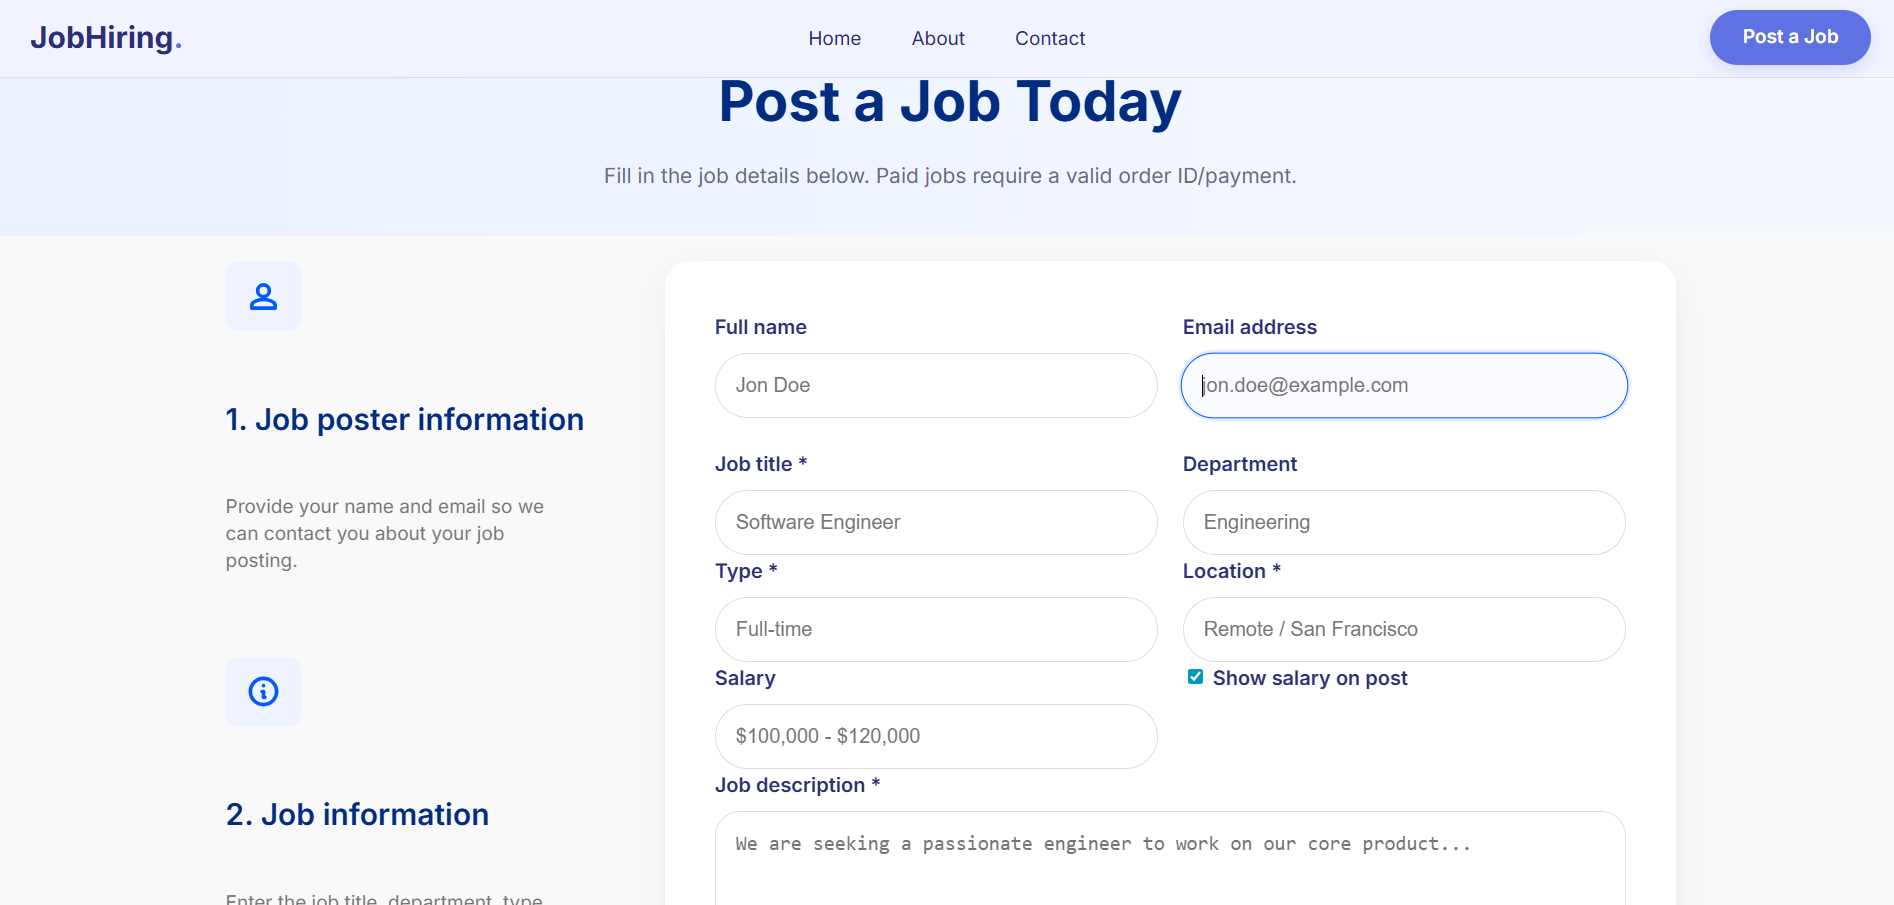 JobHiring.
Home
About
Contact
Post a Job
Post a Job Today
Fill in the job details below. Paid jobs require a valid order ID/payment.
1. Job poster information
Provide your name and email so we
can contact you about your job
posting.
2. Job information
Enter the job title, department, type
Full name
Email address
Jon Doe
jon.doe@example.com
Job title *
Department
Software Engineer
Engineering
Type *
Location *
Full-time
Remote / San Francisco
Salary
Show salary on post
$100,000 - $120,000
Job description *
We are seeking a passionate engineer to work on our core product...